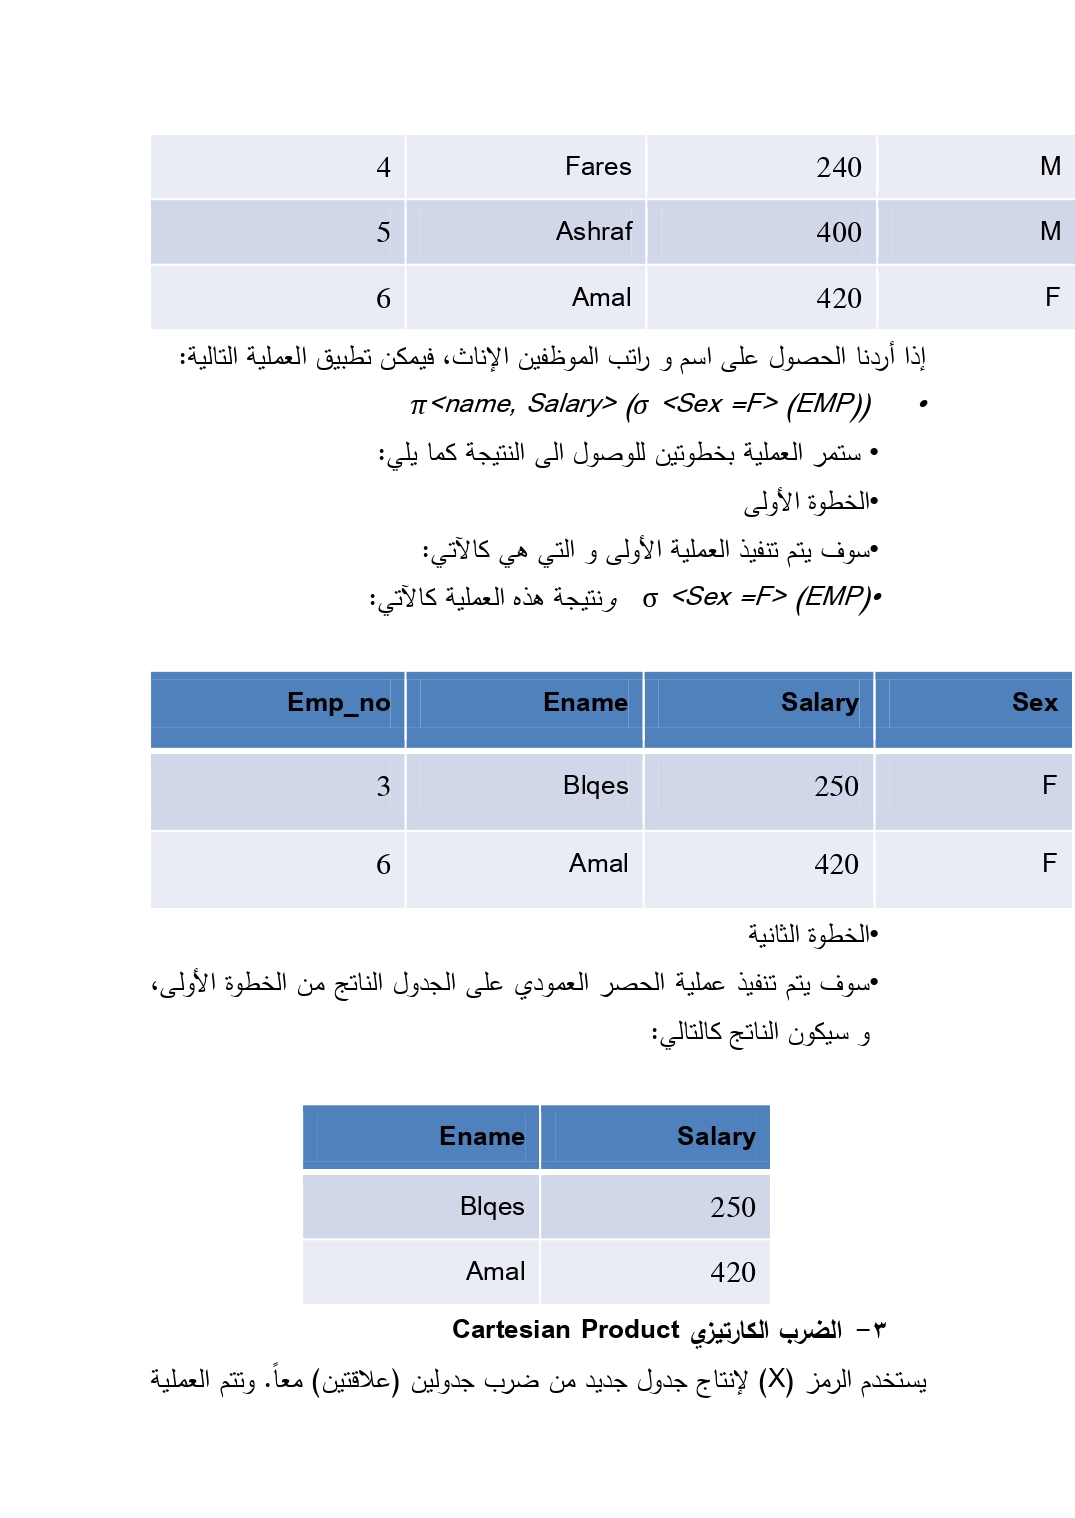 4 Fares 240 M
5 Ashraf 400 M
6 Amal 420 F
إذا أردنا الحصول على اسم و راتب الموظفين الإناث، فيمكن تطبيق العملية التالية:
• π<name, Salary> (σ <Sex =F> (EMP))
• ستمر العملية بخطوتين للوصول الى النتيجة كما يلي:
•الخطوة الأولى
•سوف يتم تنفيذ العملية الأولى و التي هي كالآتي:
•σ <Sex =F> (EMP) ونتيجة هذه العملية كالآتي:
Emp_no Ename Salary Sex
3 Blqes 250 F
6 Amal 420 F
•الخطوة الثانية
•سوف يتم تنفيذ عملية الحصر العمودي على الجدول الناتج من الخطوة الأولى،
و سيكون الناتج كالتالي:
Ename Salary
Blqes 250
Amal 420
٣- الضرب الكارتيزي Cartesian Product
يستخدم الرمز (X) لإنتاج جدول جديد من ضرب جدولين (علاقتين) معاً. وتتم العملية